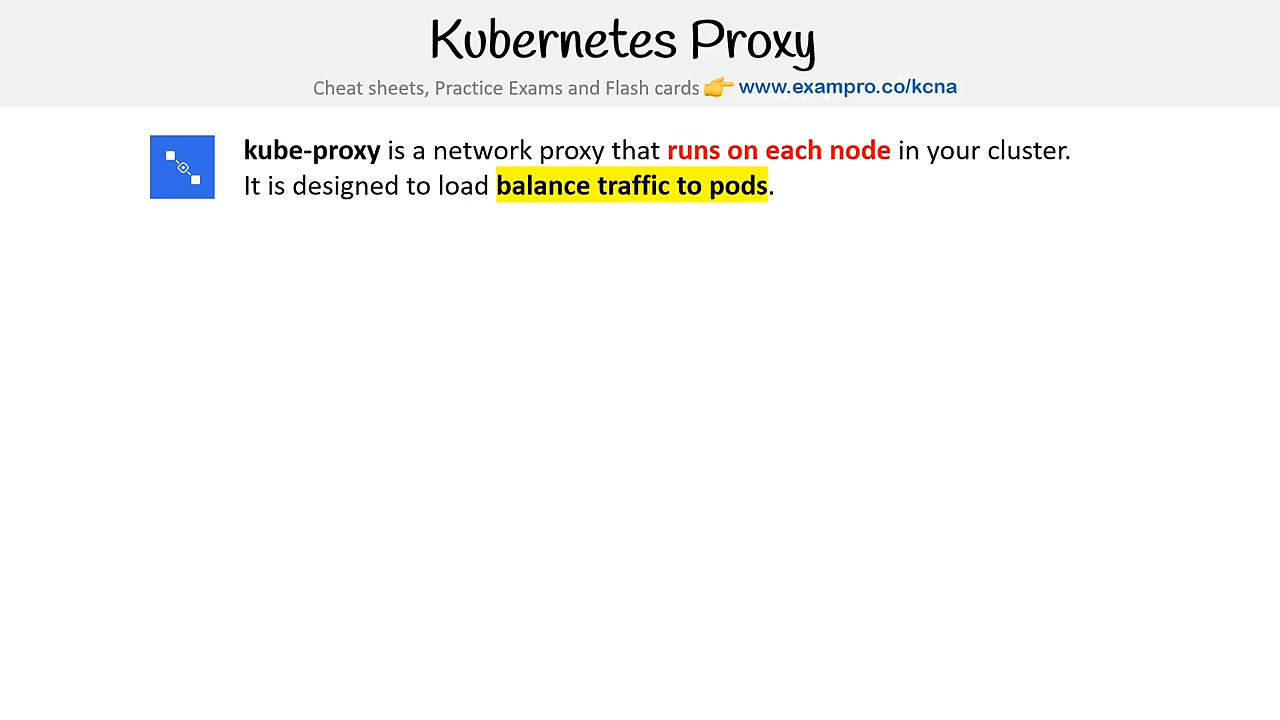 Kubernetes Proxy
Cheat sheets, Practice Exams and Flash cards 👉 www.exampro.co/kcna
kube-proxy is a network proxy that runs on each node in your cluster.
It is designed to load balance traffic to pods.